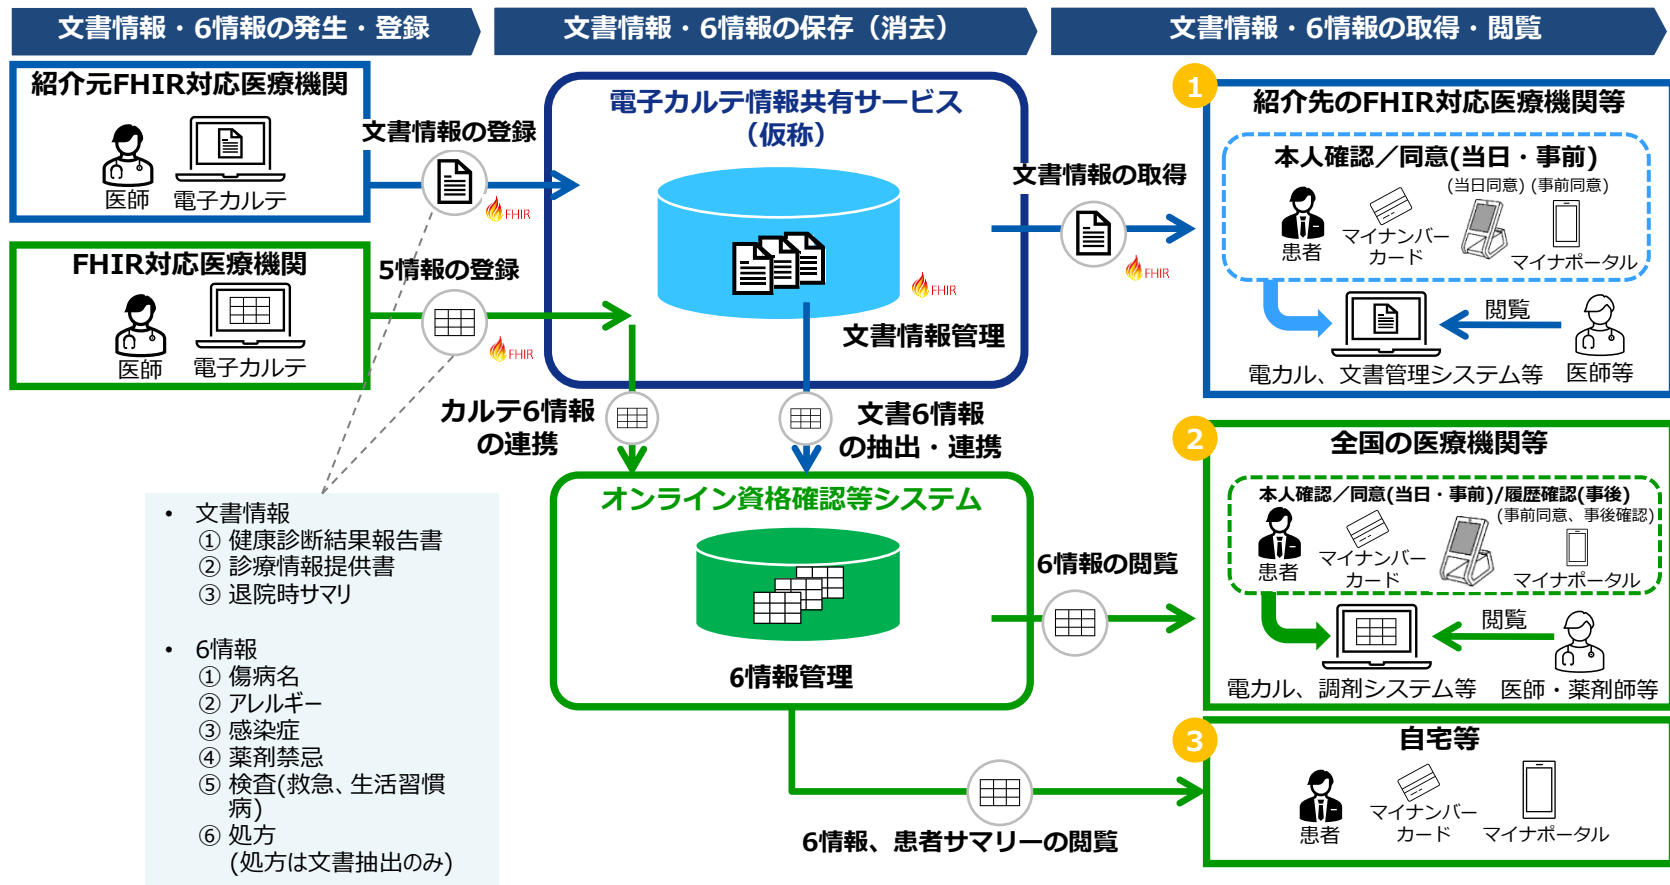 文書情報・6情報の発生・登録
文書情報・6情報の保存（消去）
文書情報・6情報の取得・閲覧
紹介元FHIR対応医療機関
医師
電子カルテ
文書情報の登録
FHIR
FHIR対応医療機関
医師
電子カルテ
5情報の登録
FHIR
電子カルテ情報共有サービス
（仮称）
FHIR
文書情報管理
カルテ6情報
の連携
文書6情報
の抽出・連携
オンライン資格確認等システム
6情報管理
文書情報の取得
FHIR
6情報の閲覧
6情報、患者サマリーの閲覧
• 文書情報
① 健康診断結果報告書
② 診療情報提供書
③ 退院時サマリ
• 6情報
① 傷病名
② アレルギー
③ 感染症
④ 薬剤禁忌
⑤ 検査(救急、生活習慣
病)
⑥ 処方
(処方は文書抽出のみ)
1
紹介先のFHIR対応医療機関等
本人確認／同意(当日・事前)
(当日同意) (事前同意)
患者
マイナンバー
カード
マイナポータル
閲覧
電カル、文書管理システム等
医師等
2
全国の医療機関等
本人確認／同意(当日・事前)/履歴確認(事後)
(事前同意、事後確認)
患者
マイナンバー
カード
マイナポータル
閲覧
電カル、調剤システム等
医師・薬剤師等
3
自宅等
患者
マイナンバー
カード
マイナポータル